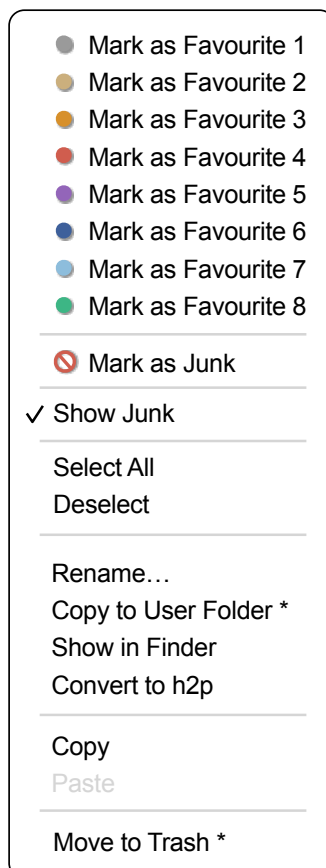 Mark as Favourite 1
Mark as Favourite 2
Mark as Favourite 3
Mark as Favourite 4
Mark as Favourite 5
Mark as Favourite 6
Mark as Favourite 7
Mark as Favourite 8
Mark as Junk
✓ Show Junk
Select All
Deselect
Rename…
Copy to User Folder *
Show in Finder
Convert to h2p
Copy
Paste
Move to Trash *